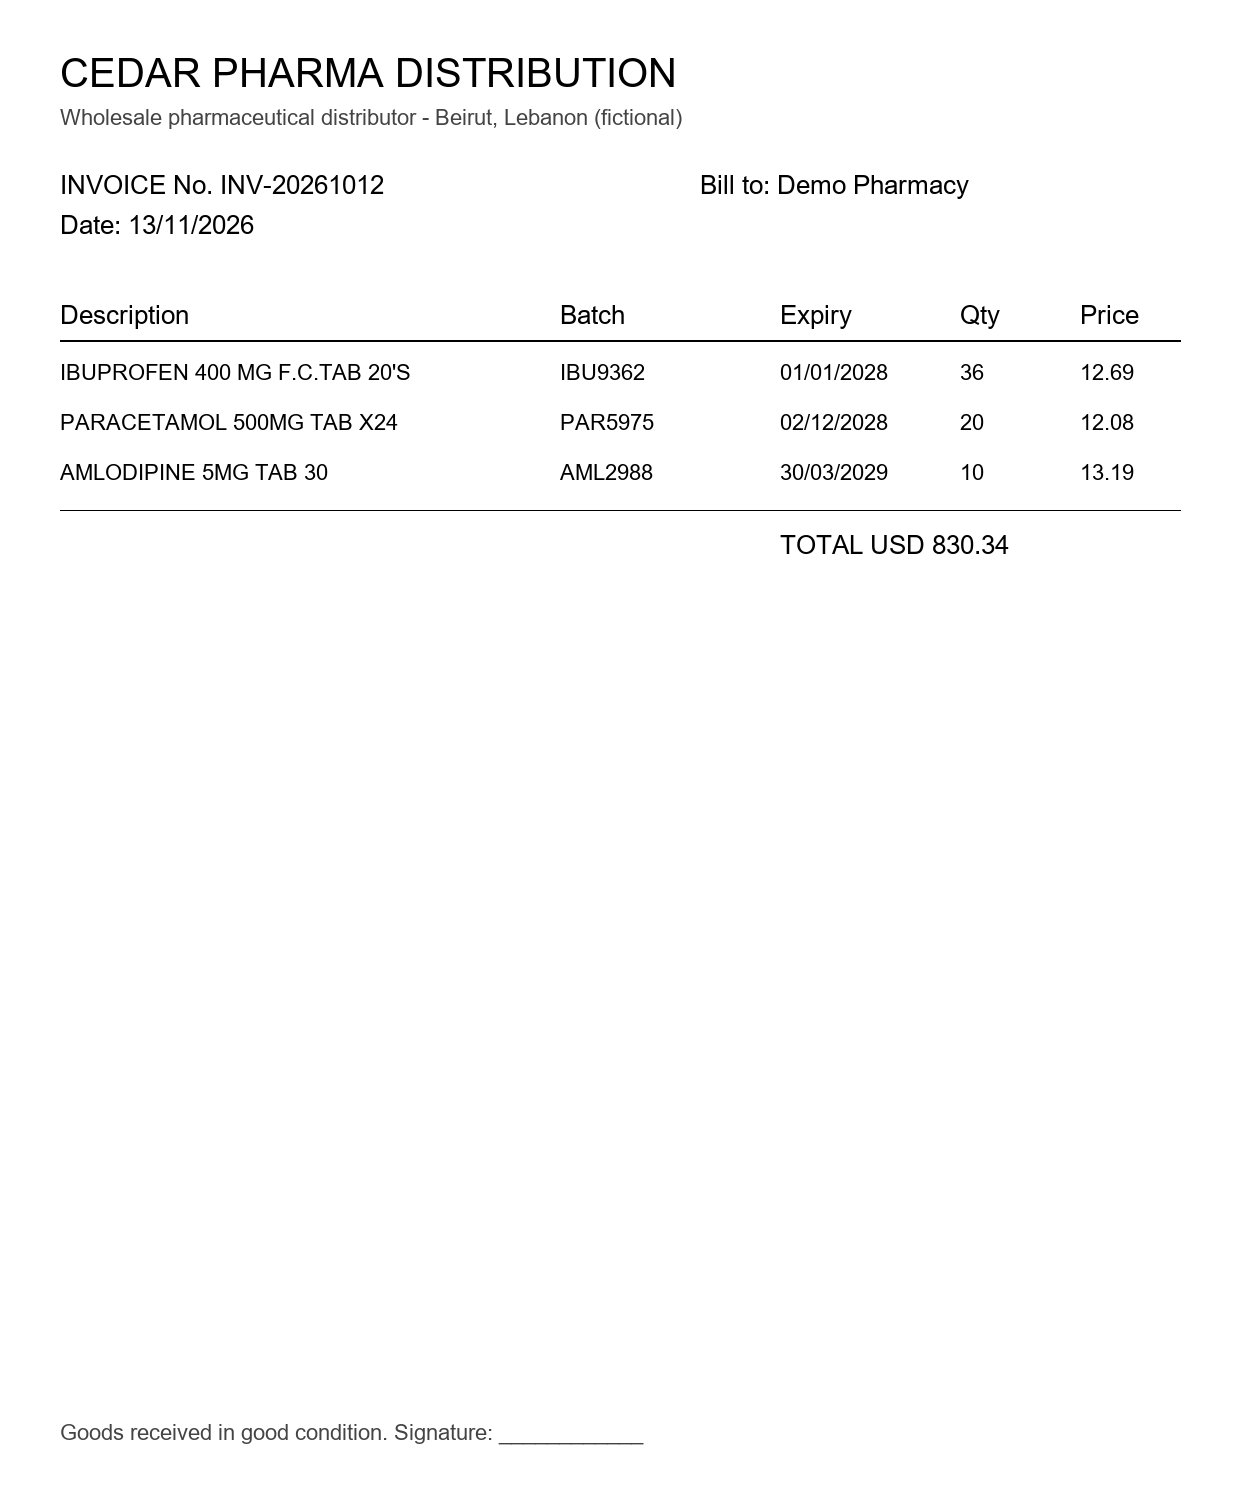 CEDAR PHARMA DISTRIBUTION
Wholesale pharmaceutical distributor - Beirut, Lebanon (fictional)
INVOICE No. INV-20261012 Bill to: Demo Pharmacy
Date: 13/11/2026
Description Batch Expiry Qty Price
IBUPROFEN 400 MG F.C.TAB 20'S IBU9362 01/01/2028 36 12.69
PARACETAMOL 500MG TAB X24 PAR5975 02/12/2028 20 12.08
AMLODIPINE 5MG TAB 30 AML2988 30/03/2029 10 13.19
TOTAL USD 830.34
Goods received in good condition. Signature: ____________